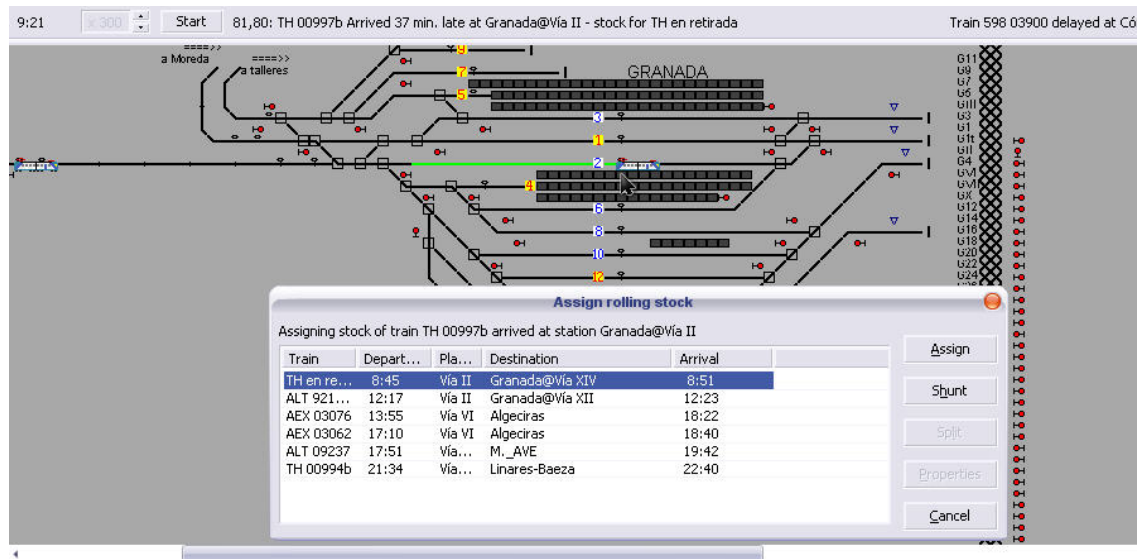 9:21 x 300 Start 81,80: TH 00997b Arrived 37 min. late at Granada@Vía II - stock for TH en retirada Train 598 03900 delayed at Có
====>>
a Moreda
====>>
a talleres
9
7
5
GRANADA
3
1
2
4
6
8
10
12
G11
G9
G7
G5
GIII
G3
G1
G1t
GII
G4
GVI
GX
G12
G14
G16
G18
G20
G22
G24
Assign rolling stock
Assigning stock of train TH 00997b arrived at station Granada@Vía II
Train Depart... Pla... Destination Arrival
TH en re... 8:45 Vía II Granada@Vía XIV 8:51
ALT 921... 12:17 Vía II Granada@Vía XII 12:23
AEX 03076 13:55 Vía VI Algeciras 18:22
AEX 03062 17:10 Vía VI Algeciras 18:40
ALT 09237 17:51 Vía... M._AVE 19:42
TH 00994b 21:34 Vía... Linares-Baeza 22:40
Assign
Shunt
Split
Properties
Cancel